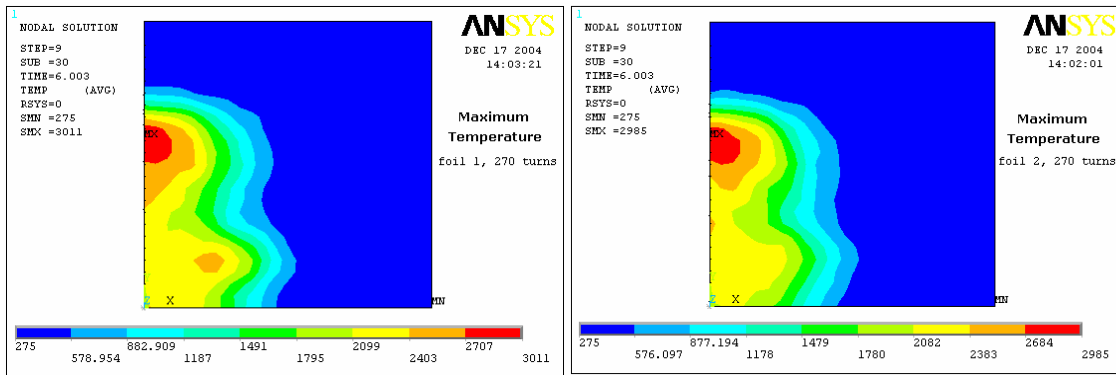 1
NODAL SOLUTION
STEP=9
SUB =30
TIME=6.003
TEMP (AVG)
RSYS=0
SMN =275
SMX =3011
ANSYS
DEC 17 2004
14:03:21
Maximum
Temperature
foil 1, 270 turns
MX
Y
Z X
MN
275 882.909 1491 2099 2707
578.954 1187 1795 2403 3011
1
NODAL SOLUTION
STEP=9
SUB =30
TIME=6.003
TEMP (AVG)
RSYS=0
SMN =275
SMX =2985
ANSYS
DEC 17 2004
14:02:01
Maximum
Temperature
foil 2, 270 turns
MX
Y
Z X
MN
275 877.194 1479 2082 2684
576.097 1178 1780 2383 2985